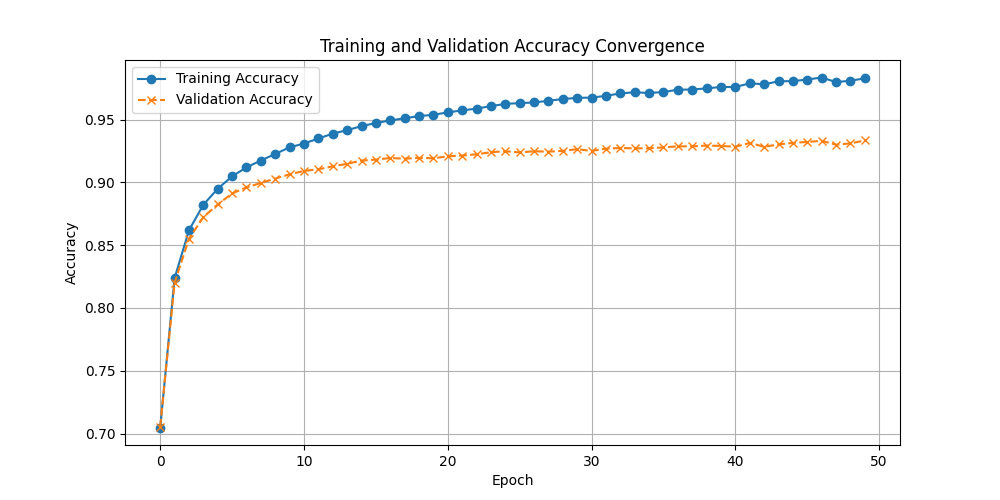 Training and Validation Accuracy Convergence
Training Accuracy
Validation Accuracy
Accuracy
0.95
0.90
0.85
0.80
0.75
0.70
0 10 20 30 40 50
Epoch